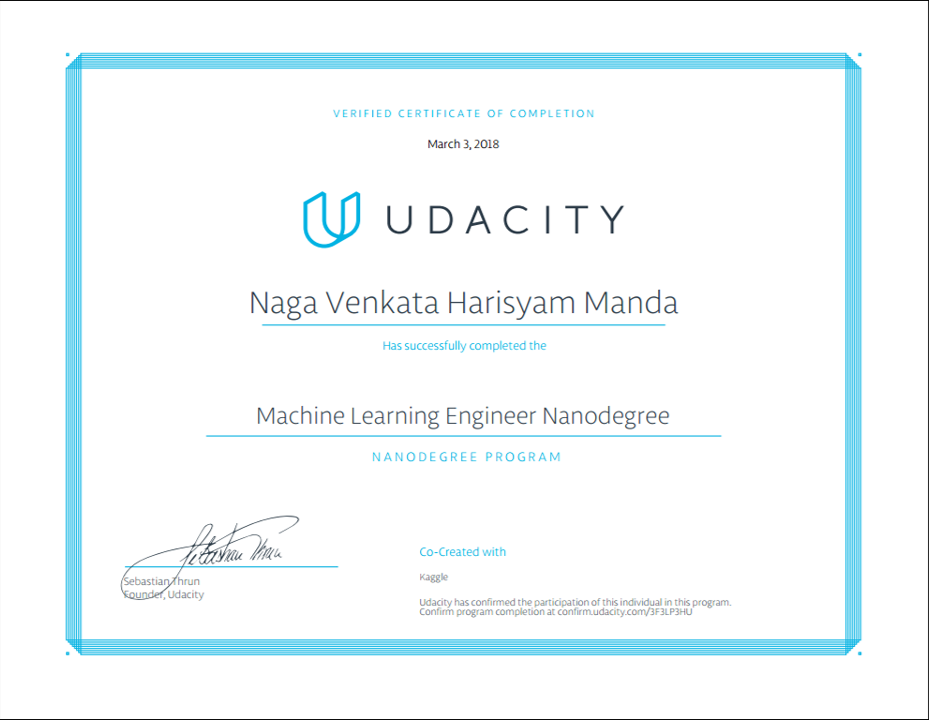 VERIFIED CERTIFICATE OF COMPLETION
March 3, 2018
UDACITY
Naga Venkata Harisyam Manda
Has successfully completed the
Machine Learning Engineer Nanodegree
NANODEGREE PROGRAM
Sebastian Thrun
Sebastian Thrun
Founder, Udacity
Co-Created with
Kaggle
Udacity has confirmed the participation of this individual in this program.
Confirm program completion at confirm.udacity.com/3F3LP3HU